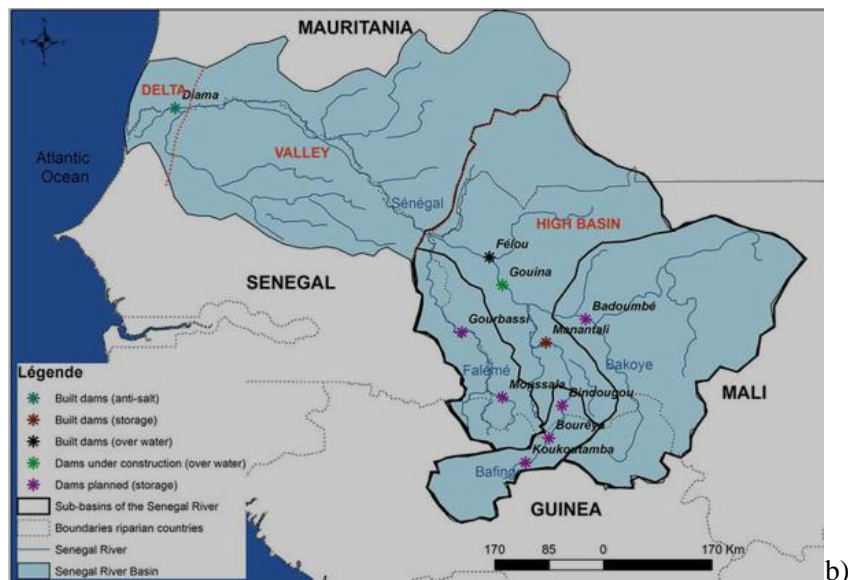 MAURITANIA
DELTA
Diama
VALLEY
Atlantic
Ocean
Sénégal
HIGH BASIN
Félou
SENEGAL
Gouina
Badoumbé
Gourbassi
Manantali
Légende
Falémé
Bakoye
MALI
Built dams (anti-salt)
Moussala
Bindougou
Built dams (storage)
Boureya
Built dams (over water)
Koukoutamba
Dams under construction (over water)
Bafing
Dams planned (storage)
Sub-basins of the Senegal River
GUINEA
Boundaries riparian countries
Senegal River
170 85 0 170 Km
Senegal River Basin
b)